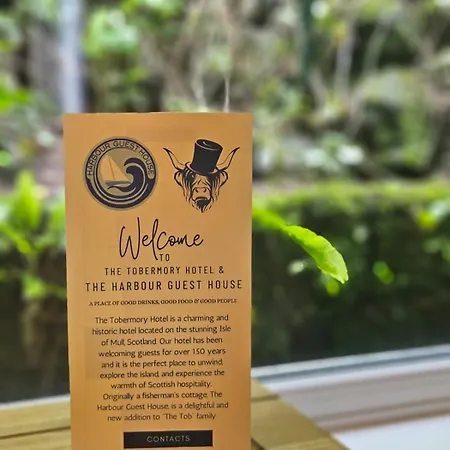 HARBOUR GUESTHOUSE
Welcome
TO
THE TOBERMORY HOTEL &
THE HARBOUR GUEST HOUSE
A PLACE OF GOOD DRINKS, GOOD FOOD & GOOD PEOPLE
The Tobermory Hotel is a charming and
historic hotel located on the stunning Isle
of Mull, Scotland. Our hotel has been
welcoming guests for over 150 years
and it is the perfect place to unwind,
explore the island, and experience the
warmth of Scottish hospitality.
Originally a fisherman's cottage, The
Harbour Guest House, is a delightful and
new addition to 'The Tob' family
CONTACTS